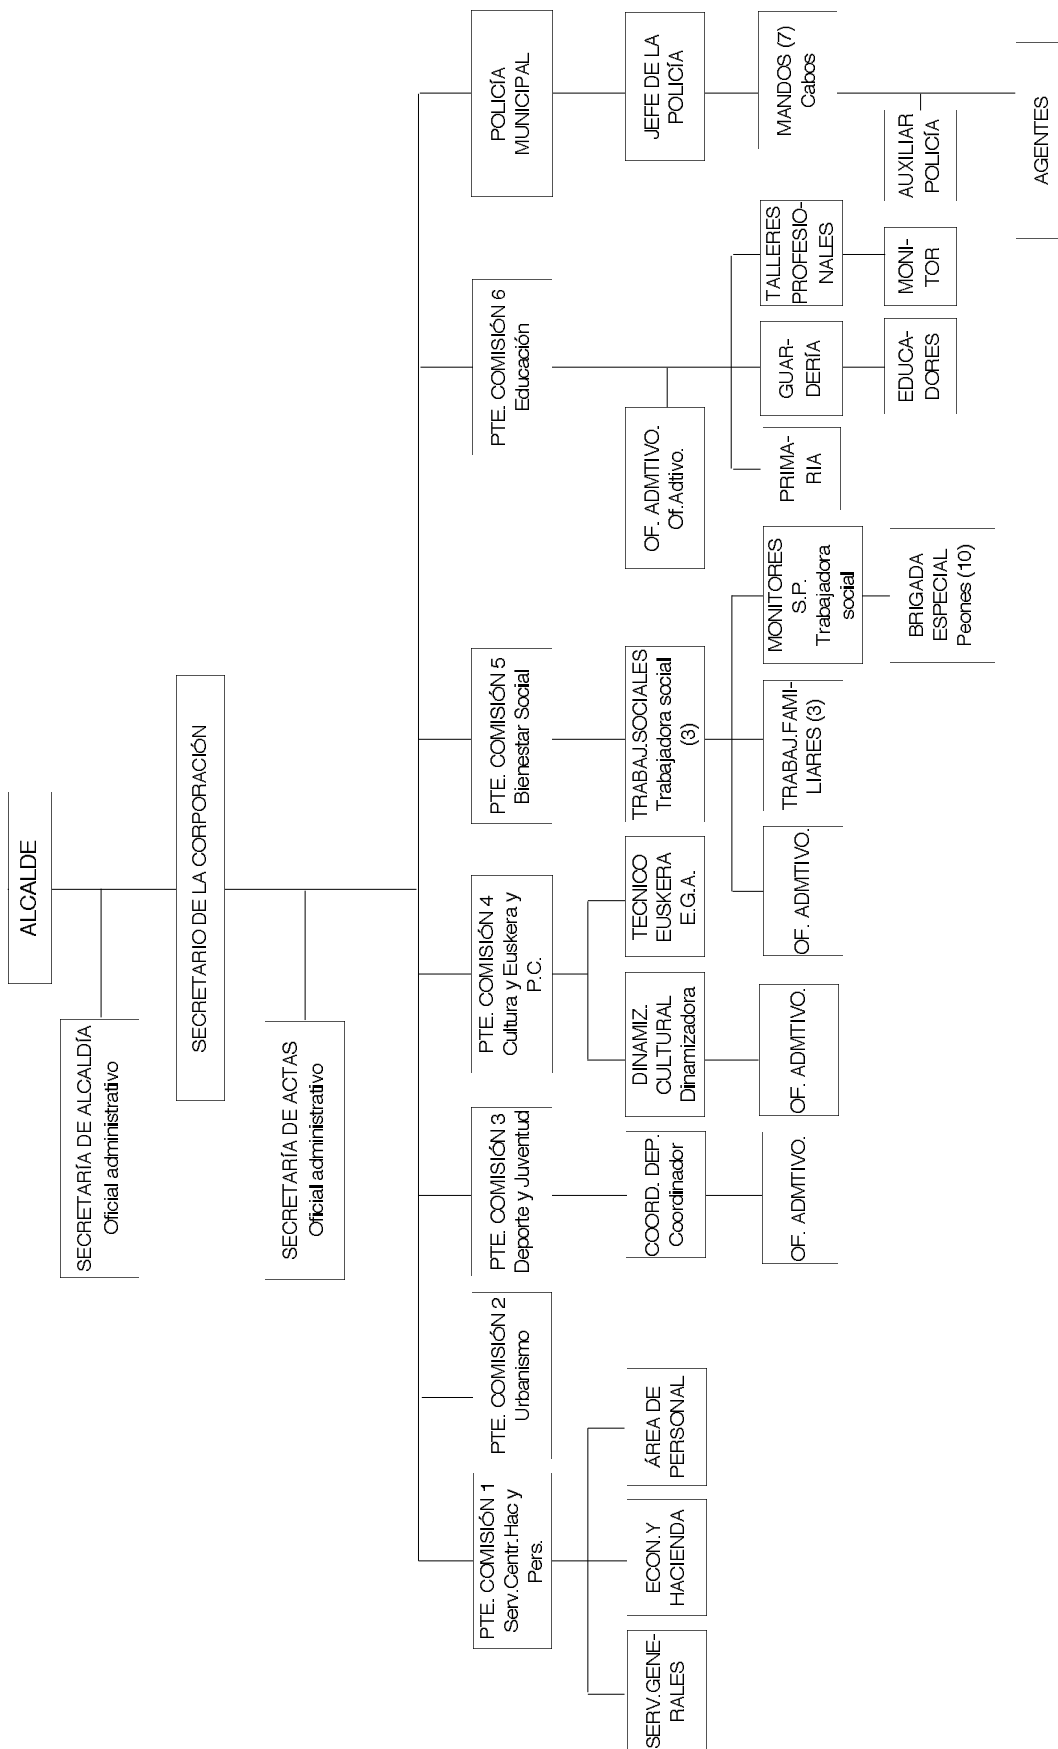 ALCALDE
SECRETARÍA DE ALCALDÍA
Oficial administrativo
SECRETARIO DE LA CORPORACIÓN
SECRETARÍA DE ACTAS
Oficial administrativo
PTE. COMISIÓN 1
Serv.Centr.Hac y
Pers.
PTE. COMISIÓN 2
Urbanismo
PTE. COMISIÓN 3
Deporte y Juventud
PTE. COMISIÓN 4
Cultura y Euskera y
P.C.
PTE. COMISIÓN 5
Bienestar Social
PTE. COMISIÓN 6
Educación
POLICÍA
MUNICIPAL
SERV.GENE-
RALES
ECON.Y
HACIENDA
ÁREA DE
PERSONAL
COORD. DEP.
Coordinador
DINAMIZ.
CULTURAL
Dinamizadora
TECNICO
EUSKERA
E.G.A.
TRABAJ.SOCIALES
Trabajadora social
(3)
OF. ADMTIVO.
Of.Adtivo.
JEFE DE LA
POLICÍA
OF. ADMTIVO.
OF. ADMTIVO.
OF. ADMTIVO.
TRABAJ.FAMI-
LIARES (3)
MONITORES
S.P.
Trabajadora
social
PRIMA-
RIA
GUAR-
DERÍA
TALLERES
PROFESIO-
NALES
MANDOS (7)
Cabos
BRIGADA
ESPECIAL
Peones (10)
EDUCA-
DORES
MONI-
TOR
AUXILIAR
POLICÍA
AGENTES